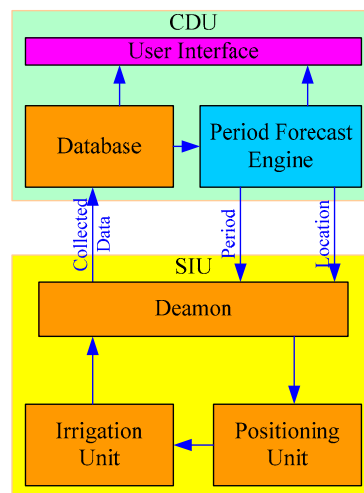 CDU
User Interface
Database
Period Forecast
Engine
Collected
Data
Period
Location
SIU
Deamon
Irrigation
Unit
Positioning
Unit